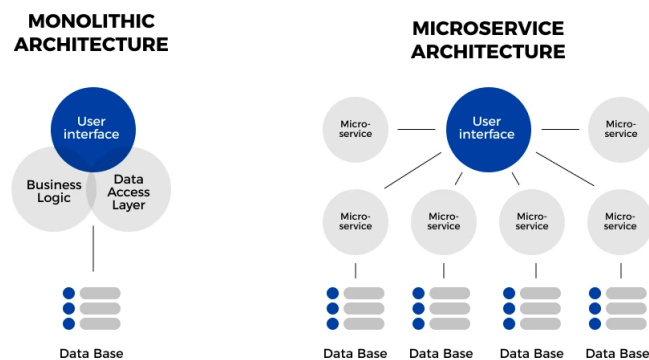 MONOLITHIC
ARCHITECTURE
User
interface
Business
Logic
Data
Access
Layer
Data Base
MICROSERVICE
ARCHITECTURE
Micro-
service
User
interface
Micro-
service
Micro-
service
Micro-
service
Micro-
service
Micro-
service
Data Base
Data Base
Data Base
Data Base